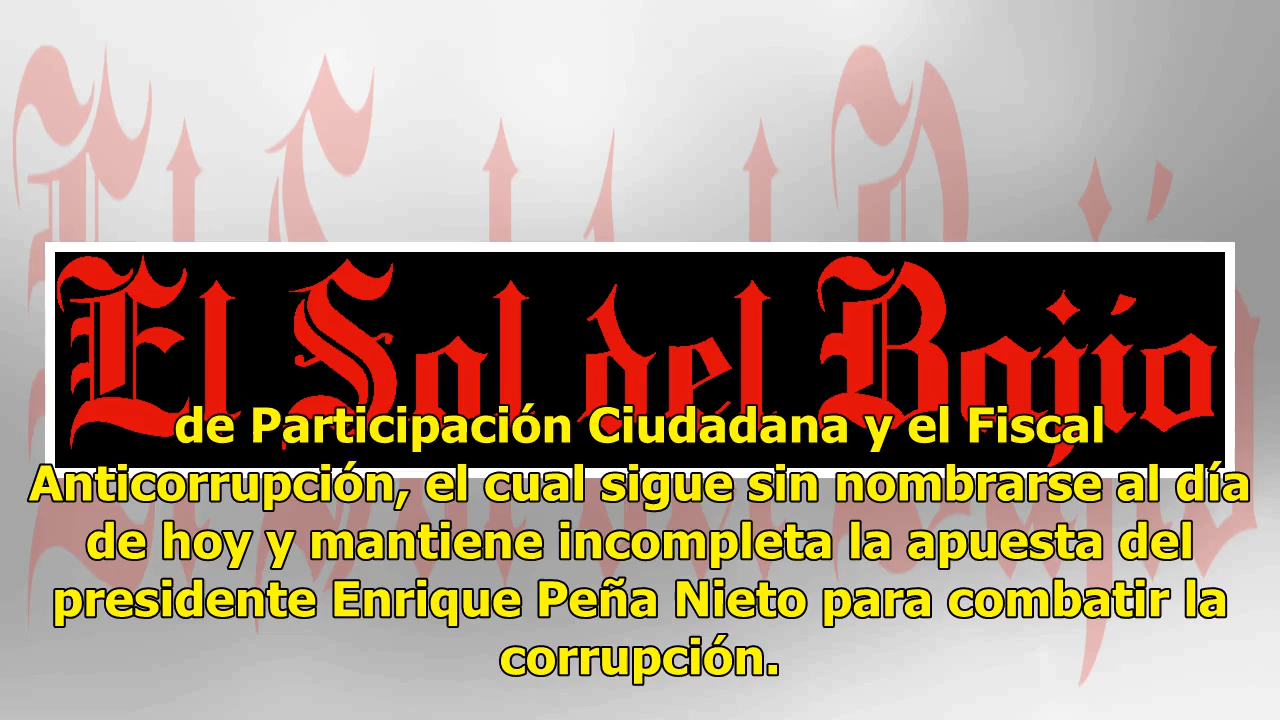 El Sol del Bajío
de Participación Ciudadana y el Fiscal
Anticorrupción, el cual sigue sin nombrarse al día
de hoy y mantiene incompleta la apuesta del
presidente Enrique Peña Nieto para combatir la
corrupción.